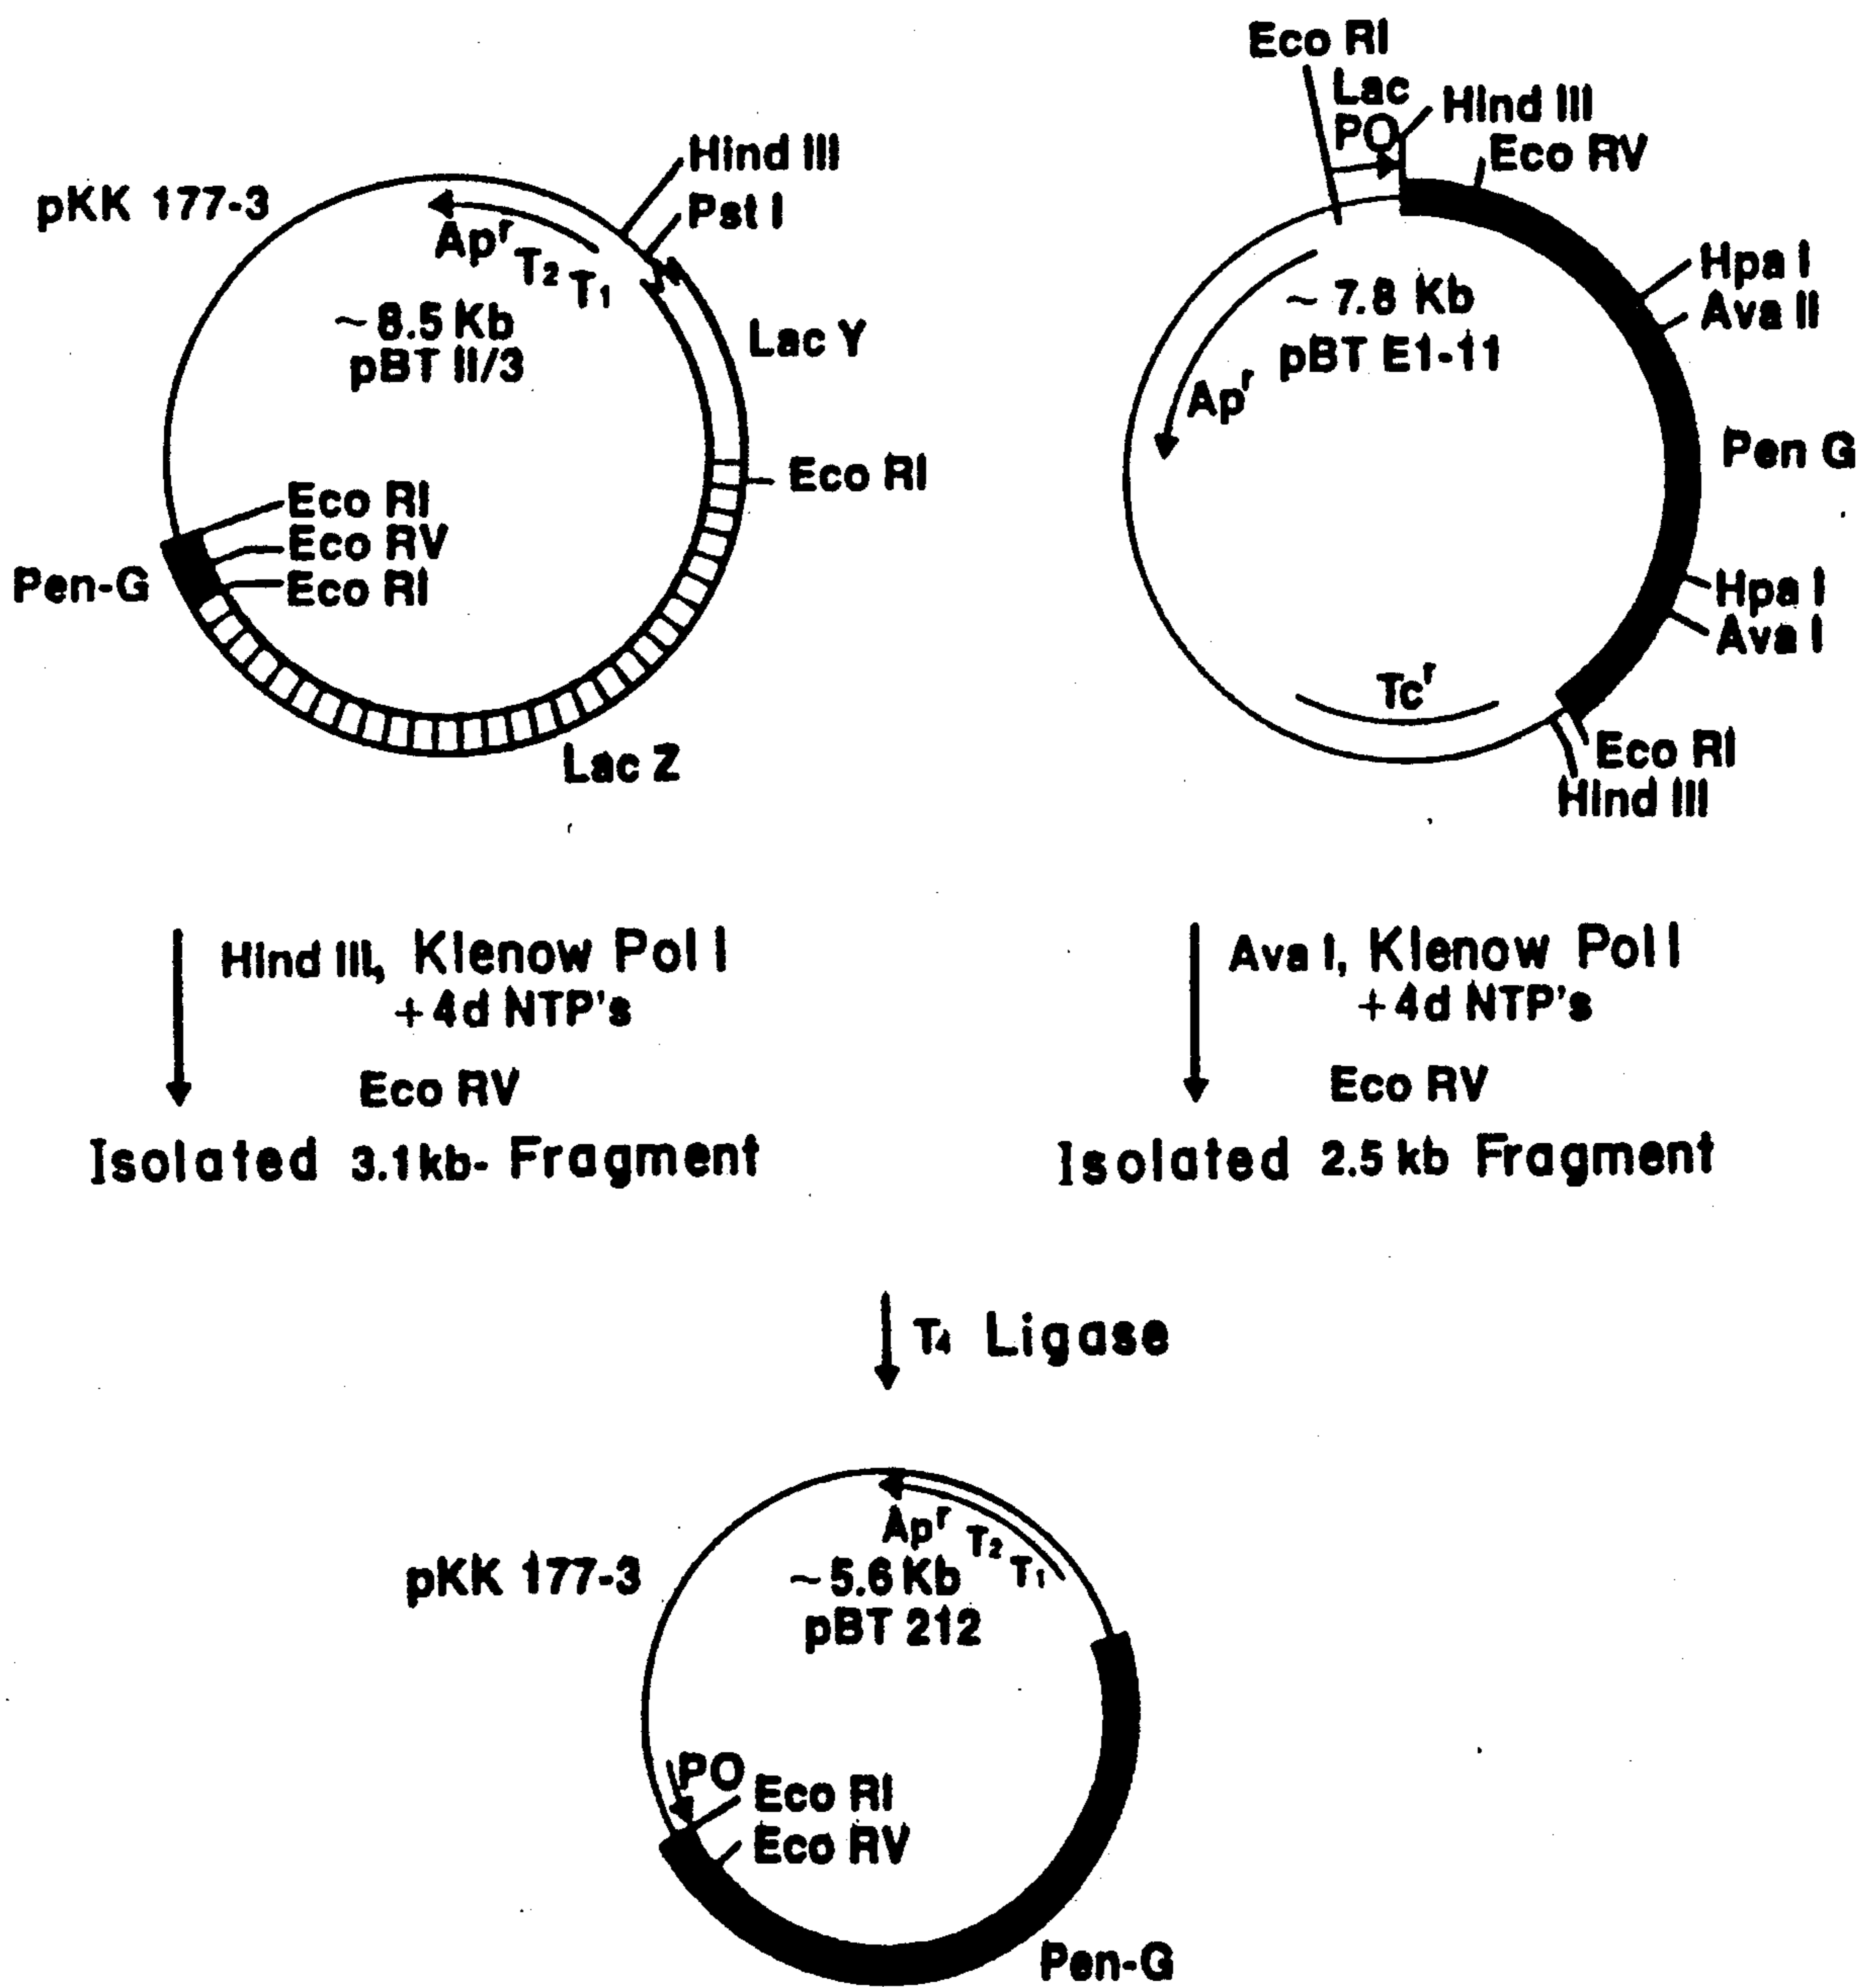 pKK 177-3
Hind III
Pst I
Apr
T2
T1
~8.5 Kb
pBT II/3
Lac Y
Eco RI
Eco RI
Eco RV
Eco RI
Pen-G
Lac Z
Eco RI
Lac
PO
Hind III
Eco RV
~ 7.8 Kb
pBT E1-11
Apr
Hpa I
Ava II
Pen G
Hpa I
Ava I
Tcr
Eco RI
Hind III
Hind III, Klenow Pol I
+4d NTP's
Eco RV
Isolated 3.1kb- Fragment
Ava I, Klenow Pol I
+4d NTP's
Eco RV
Isolated 2.5 kb Fragment
T4 Ligase
pKK 177-3
Apr
T2
T1
~5.6 Kb
pBT 212
PO
Eco RI
Eco RV
Pen-G